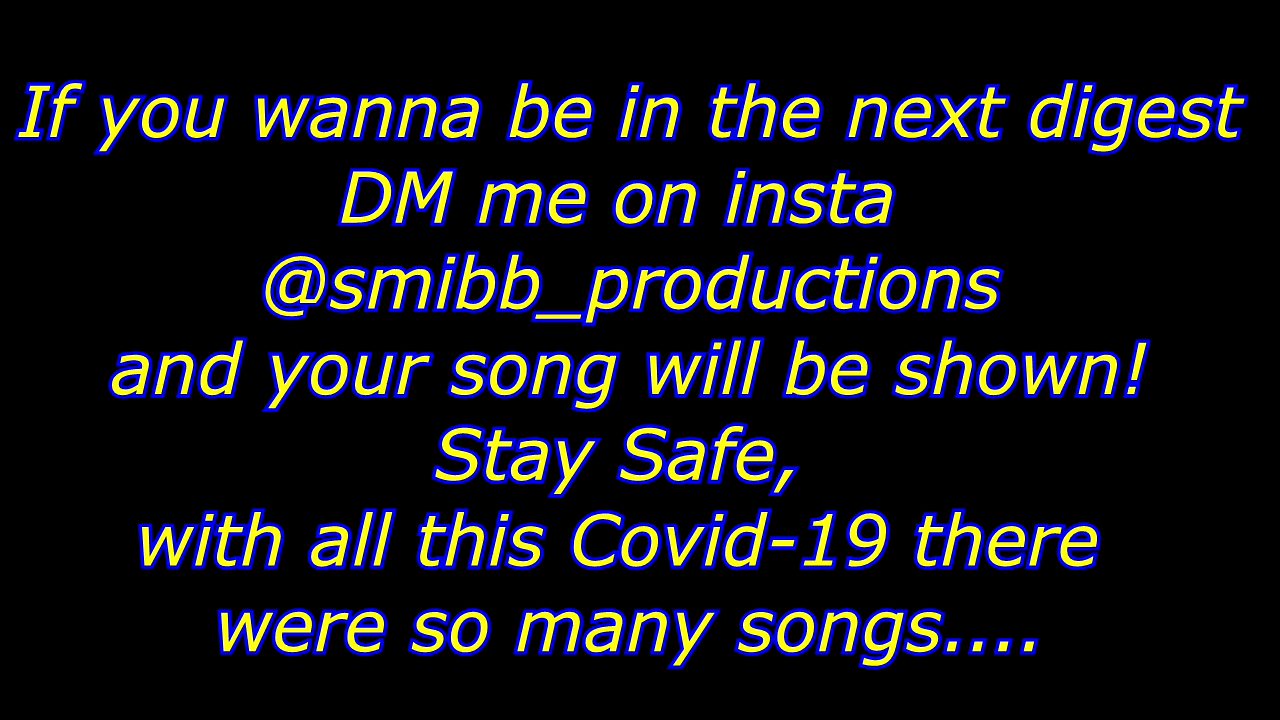 If you wanna be in the next digest
DM me on insta
@smibb_productions
and your song will be shown!
Stay Safe,
with all this Covid-19 there
were so many songs....